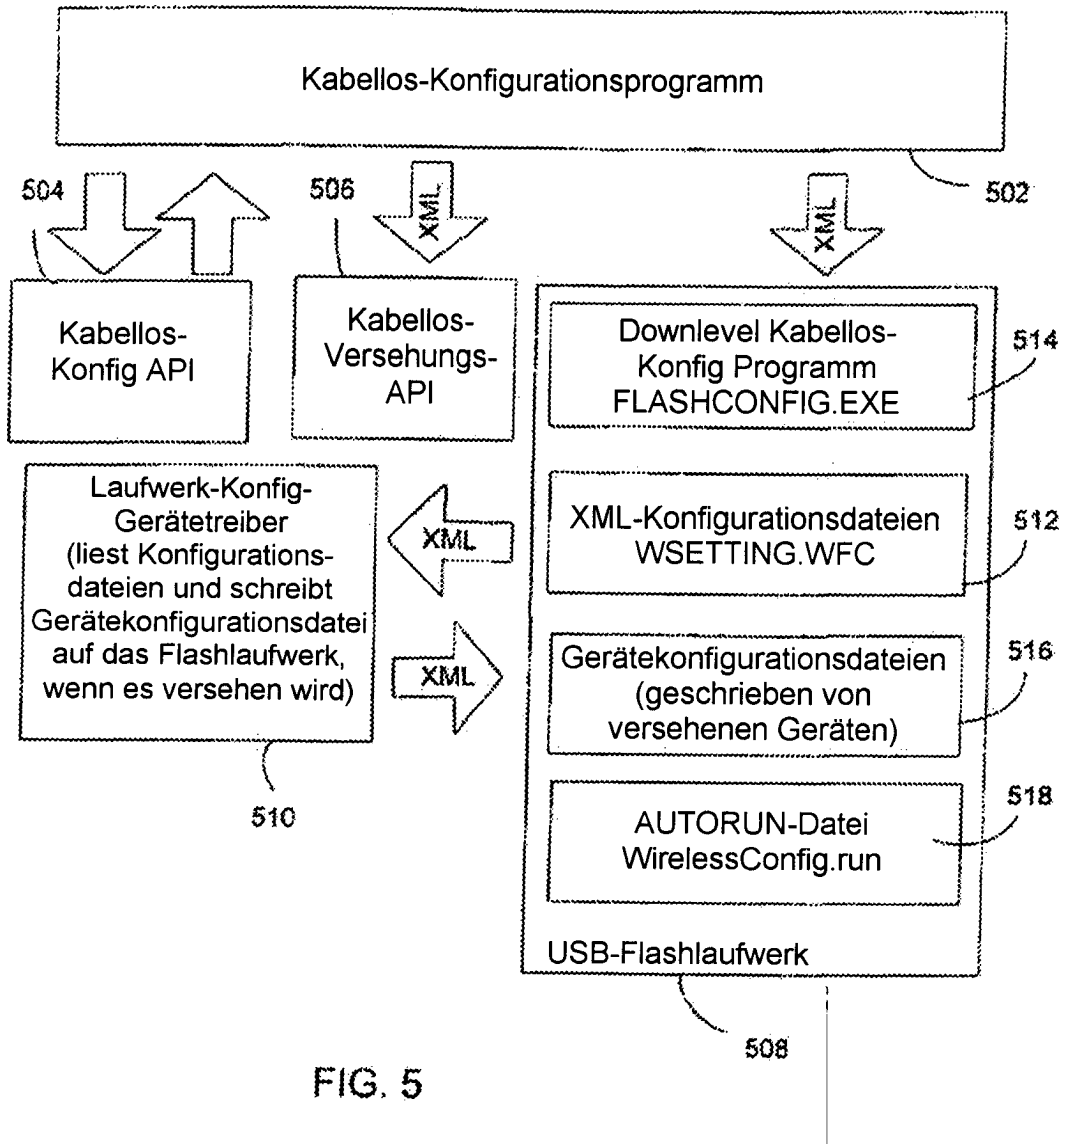 Kabellos-Konfigurationsprogramm
502
504
506
XML
XML
Kabellos-
Konfig API
Kabellos-
Versehungs-
API
Downlevel Kabellos-
Konfig Programm
FLASHCONFIG.EXE
514
XML-Konfigurationsdateien
WSETTING.WFC
512
Laufwerk-Konfig-
Gerätetreiber
(liest Konfigurations-
dateien und schreibt
Gerätekonfigurationsdatei
auf das Flashlaufwerk,
wenn es versehen wird)
XML
XML
510
Gerätekonfigurationsdateien
(geschrieben von
versehenen Geräten)
516
AUTORUN-Datei
WirelessConfig.run
518
USB-Flashlaufwerk
508
FIG. 5